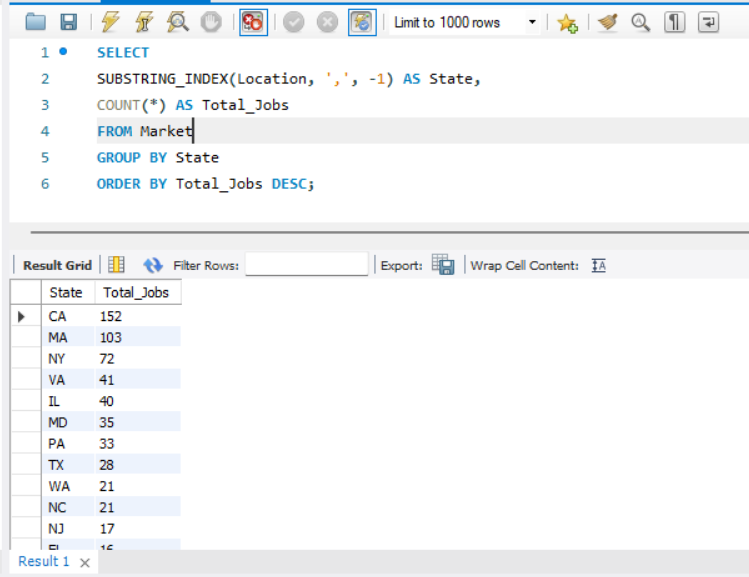 Limit to 1000 rows
1 SELECT
2 SUBSTRING_INDEX(Location, ',', -1) AS State,
3 COUNT(*) AS Total_Jobs
4 FROM Market
5 GROUP BY State
6 ORDER BY Total_Jobs DESC;
Result Grid Filter Rows: Export: Wrap Cell Content:
State Total_Jobs
CA 152
MA 103
NY 72
VA 41
IL 40
MD 35
PA 33
TX 28
WA 21
NC 21
NJ 17
Result 1